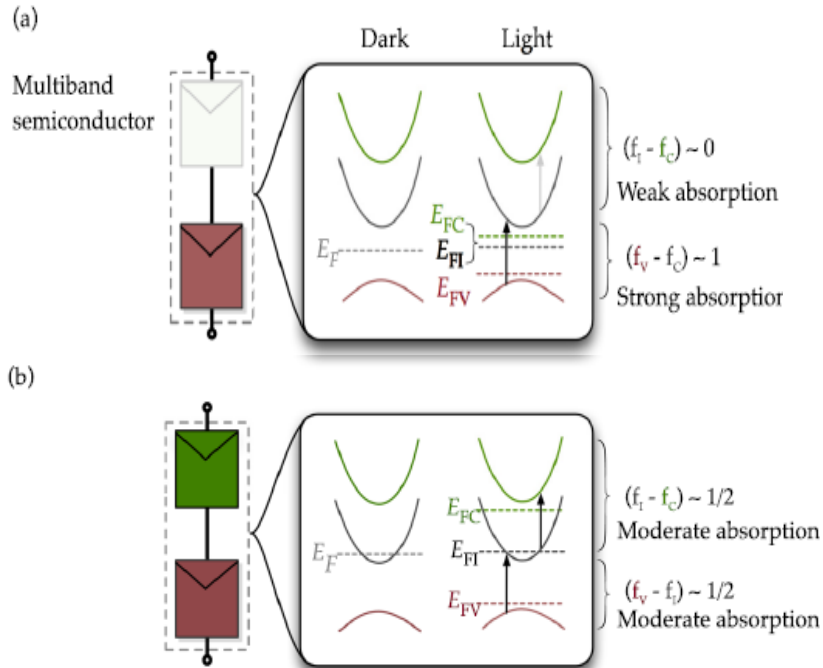 (a)
Dark Light
Multiband
semiconductor
(f_I - f_C) ~ 0
Weak absorption
E_FC
E_F
E_FI
(f_V - f_C) ~ 1
E_FV
Strong absorption
(b)
(f_I - f_C) ~ 1/2
E_FC
Moderate absorption
E_F
E_FI
(f_V - f_I) ~ 1/2
E_FV
Moderate absorption